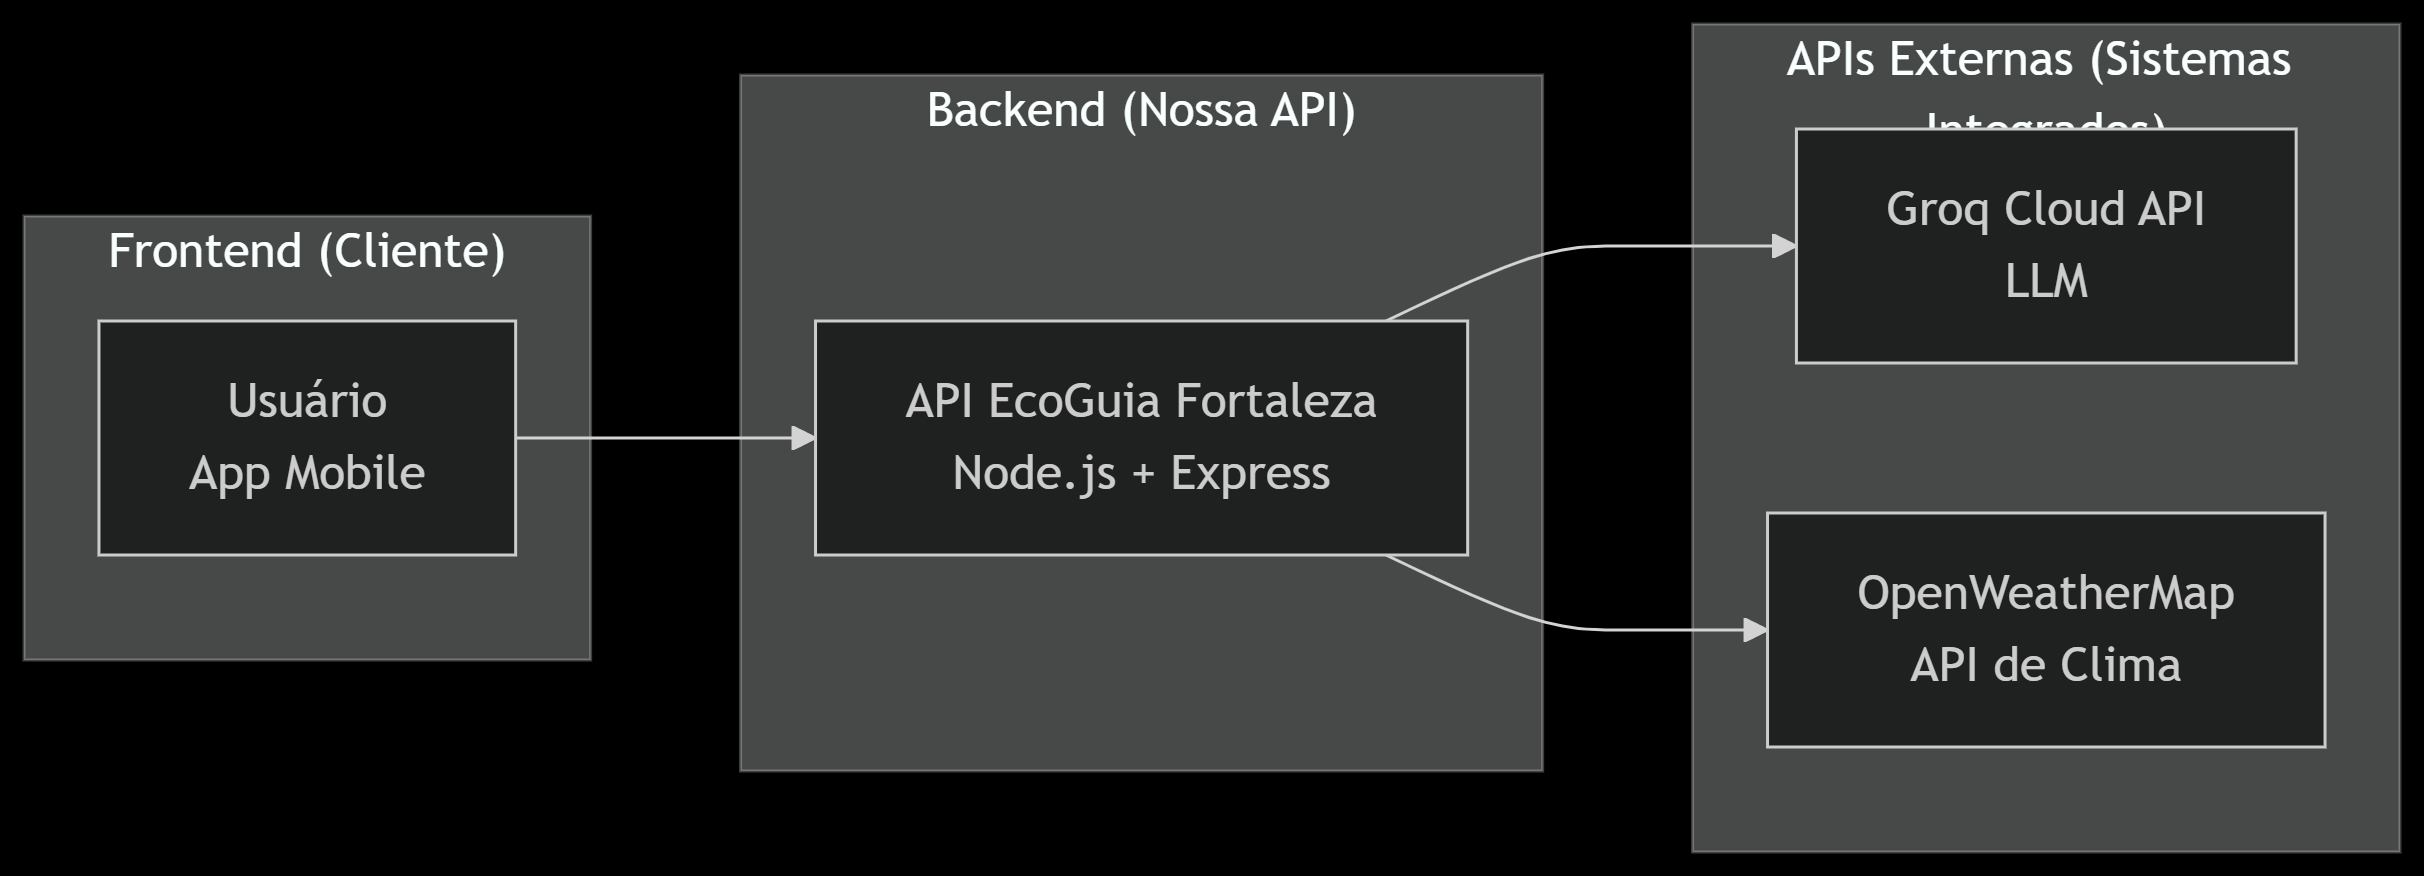 Frontend (Cliente)
Usuário
App Mobile
Backend (Nossa API)
API EcoGuia Fortaleza
Node.js + Express
APIs Externas (Sistemas
Integrados)
Groq Cloud API
LLM
OpenWeatherMap
API de Clima